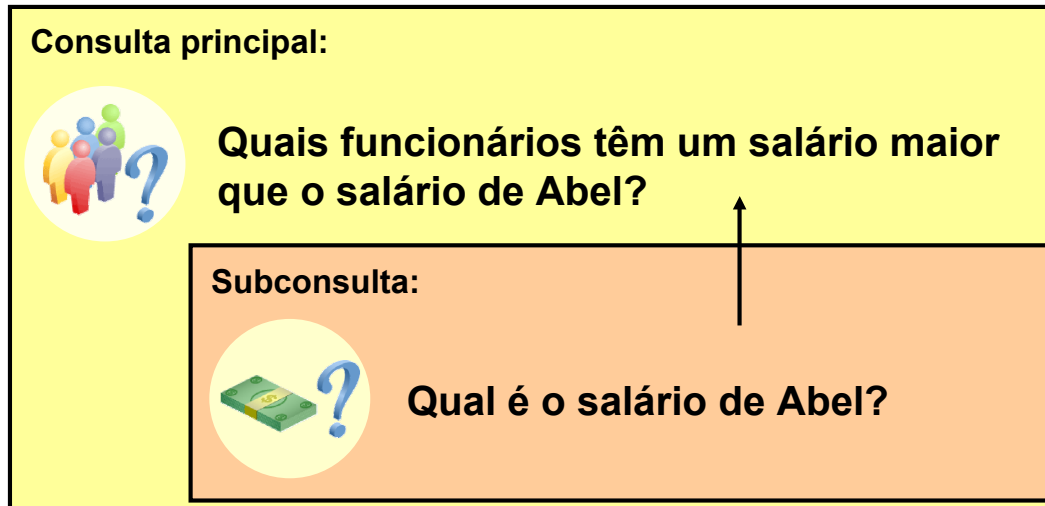 Consulta principal:
Quais funcionários têm um salário maior
que o salário de Abel?
Subconsulta:
Qual é o salário de Abel?